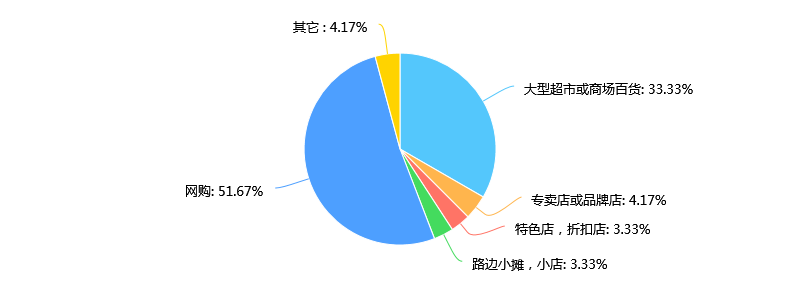 其它 : 4.17%
大型超市或商场百货: 33.33%
网购: 51.67%
专卖店或品牌店: 4.17%
特色店，折扣店: 3.33%
路边小摊，小店: 3.33%